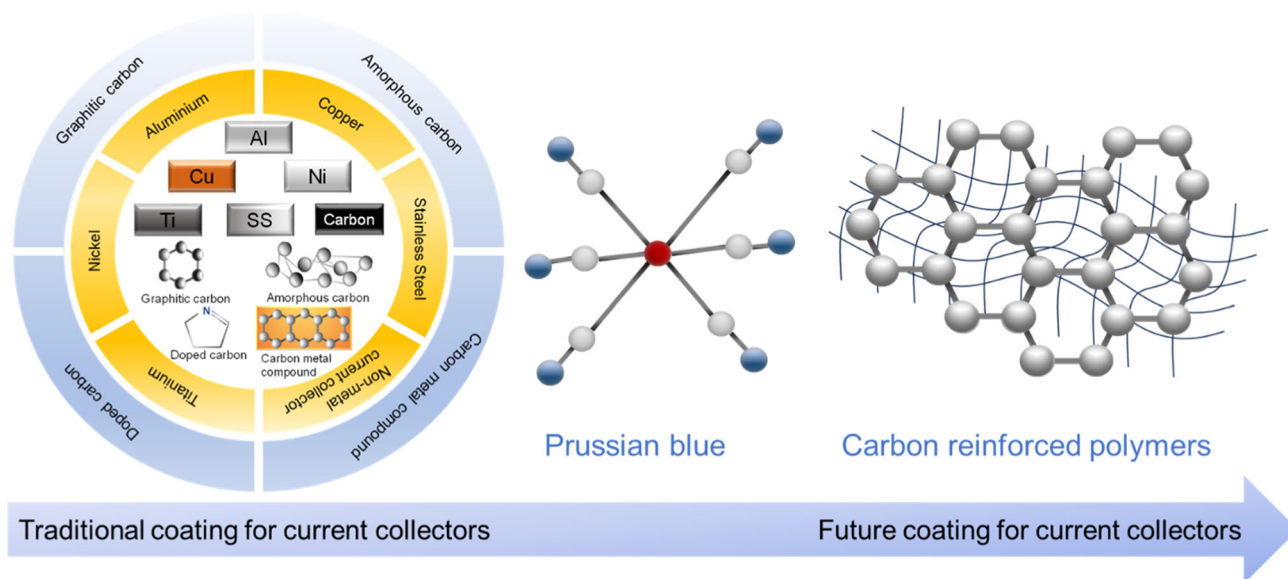 Graphitic carbon
Amorphous carbon
Aluminium
Copper
Al
Cu
Ni
Ti
SS
Carbon
Nickel
Stainless Steel
Graphitic carbon
Amorphous carbon
N
Doped carbon
Carbon metal
compound
Titanium
Non-metal
current collector
Doped carbon
Carbon metal compound
Prussian blue
Carbon reinforced polymers
Traditional coating for current collectors
Future coating for current collectors